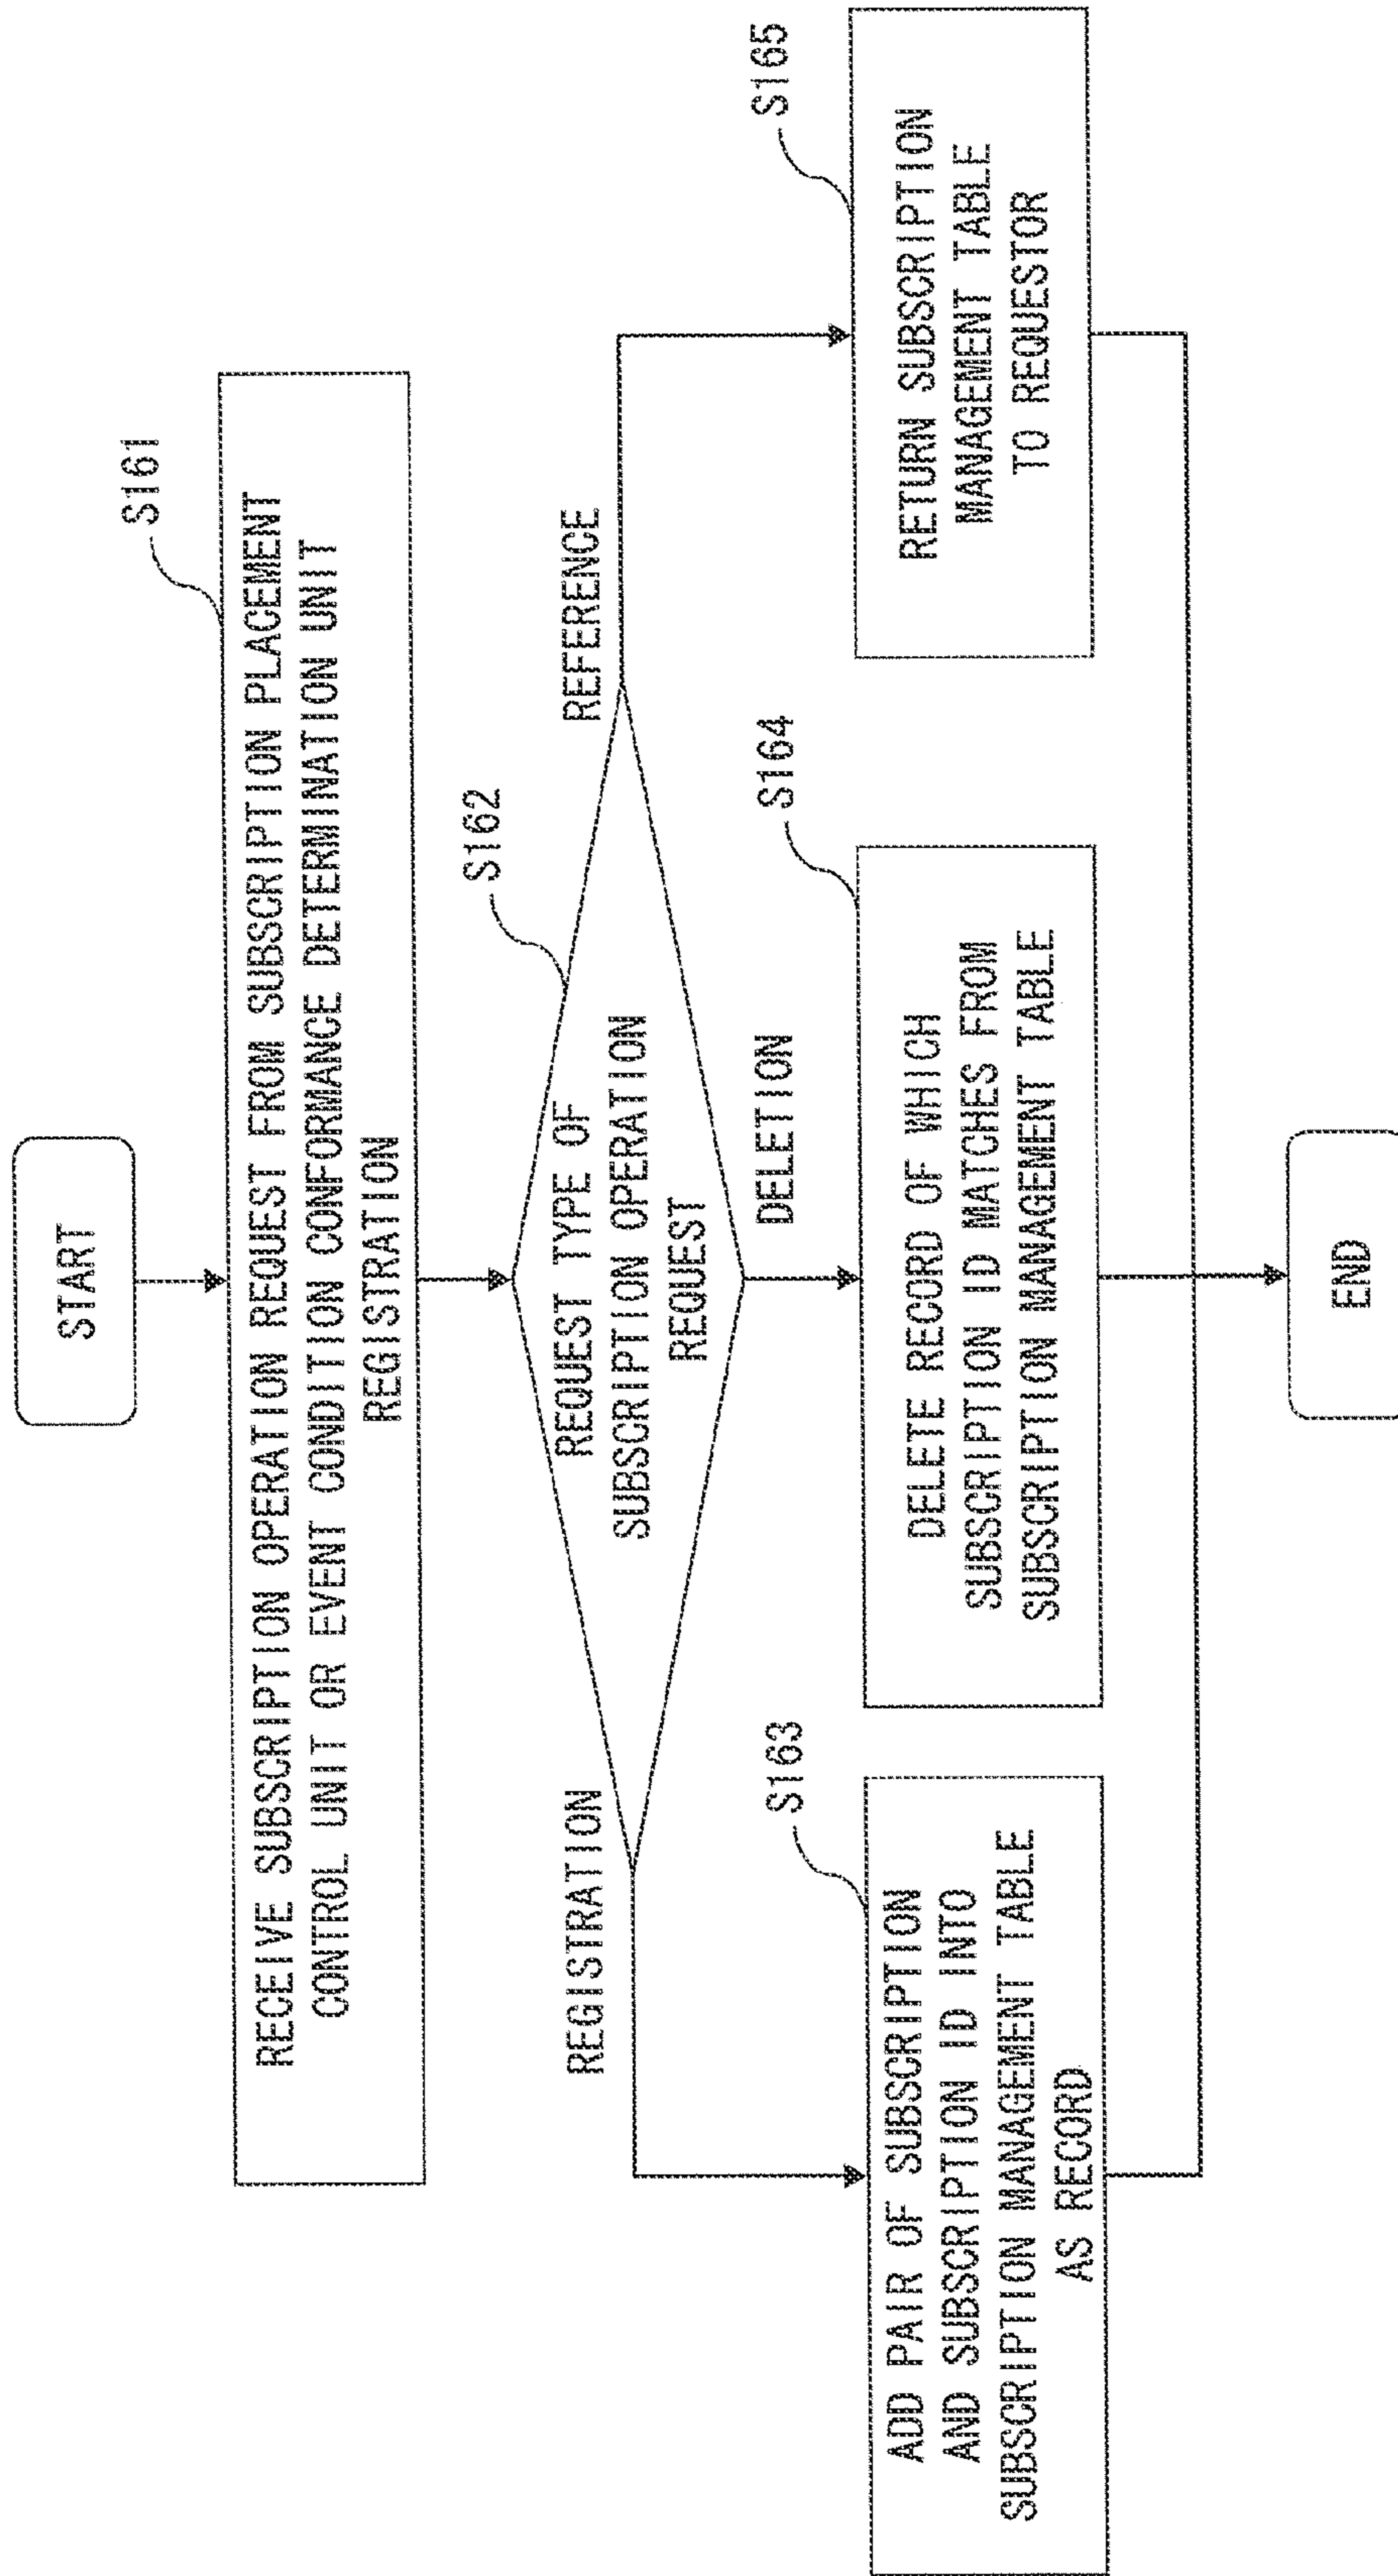 START
S161
RECEIVE SUBSCRIPTION OPERATION REQUEST FROM SUBSCRIPTION PLACEMENT
CONTROL UNIT OR EVENT CONDITION CONFORMANCE DETERMINATION UNIT
REGISTRATION
S162
REQUEST TYPE OF
SUBSCRIPTION OPERATION
REQUEST
REGISTRATION
DELETION
REFERENCE
S163
ADD PAIR OF SUBSCRIPTION
AND SUBSCRIPTION ID INTO
SUBSCRIPTION MANAGEMENT TABLE
AS RECORD
S164
DELETE RECORD OF WHICH
SUBSCRIPTION ID MATCHES FROM
SUBSCRIPTION MANAGEMENT TABLE
S165
RETURN SUBSCRIPTION
MANAGEMENT TABLE
TO REQUESTOR
END